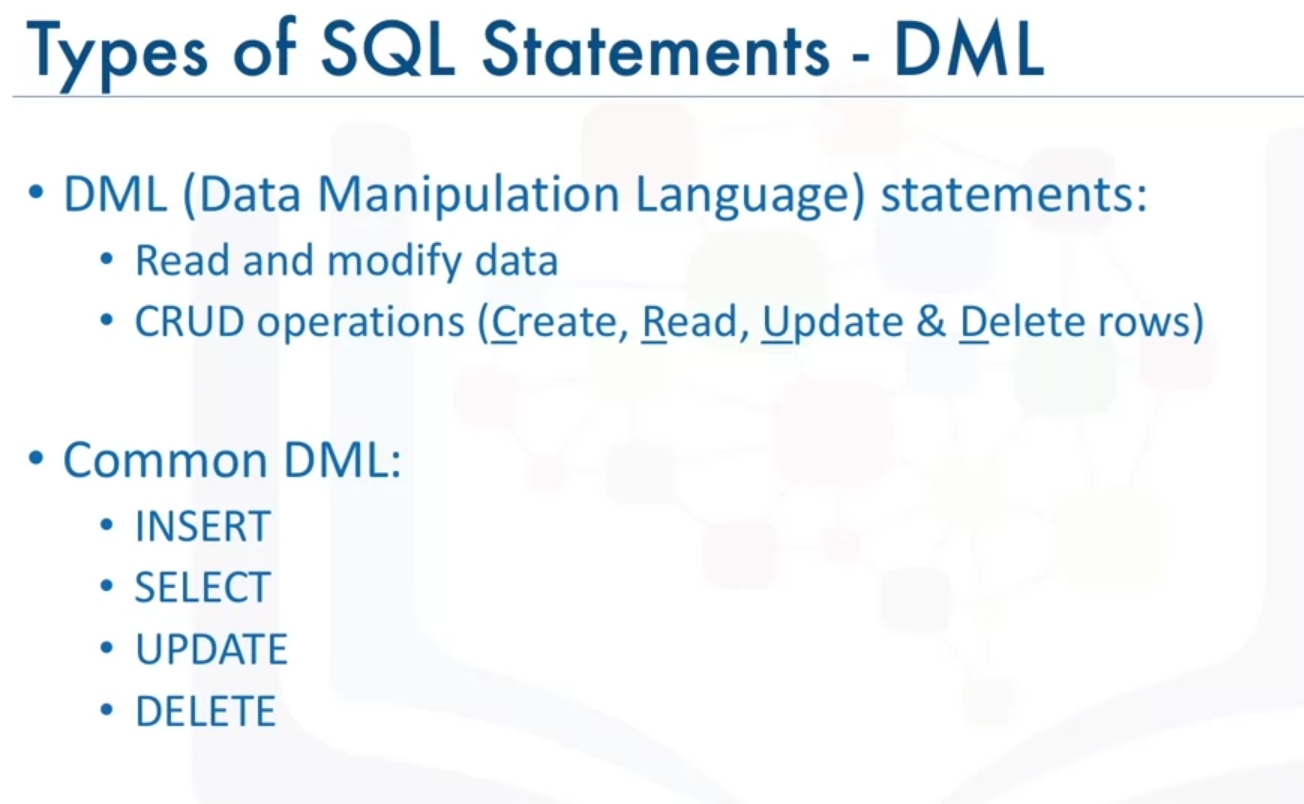 Types of SQL Statements - DML
• DML (Data Manipulation Language) statements:
• Read and modify data
• CRUD operations (Create, Read, Update & Delete rows)
• Common DML:
• INSERT
• SELECT
• UPDATE
• DELETE